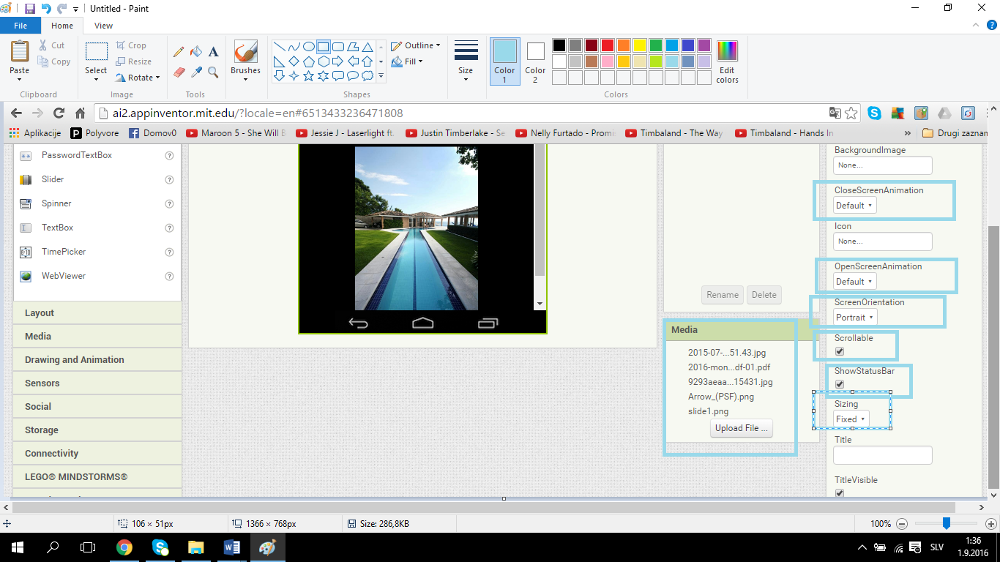 Untitled - Paint
File Home View
Paste
Cut
Copy
Clipboard
Select
Crop
Resize
Rotate
Image
A
Tools
Brushes
Outline
Fill
Shapes
Size
Color 1
Color 2
Edit colors
Colors
ai2.appinventor.mit.edu/?locale=en#6513433236471808
Aplikacije P Polyvore Domov0 Maroon 5 - She Will B Jessie J - Laserlight ft. Justin Timberlake - Se Nelly Furtado - Promi Timbaland - The Way Timbaland - Hands In » Drugi zaznam
PasswordTextBox ?
Slider ?
Spinner ?
TextBox ?
TimePicker ?
WebViewer ?
Layout
Media
Drawing and Animation
Sensors
Social
Storage
Connectivity
LEGO® MINDSTORMS®
Rename Delete
Media
2015-07-...51.43.jpg
2016-mon...df-01.pdf
9293aeaa...15431.jpg
Arrow_(PSF).png
slide1.png
Upload File ...
BackgroundImage
None...
CloseScreenAnimation
Default
Icon
None...
OpenScreenAnimation
Default
ScreenOrientation
Portrait
Scrollable
ShowStatusBar
Sizing
Fixed
Title
TitleVisible
106 × 51px 1366 × 768px Size: 286,8KB 100%
SLV
1:36
1.9.2016